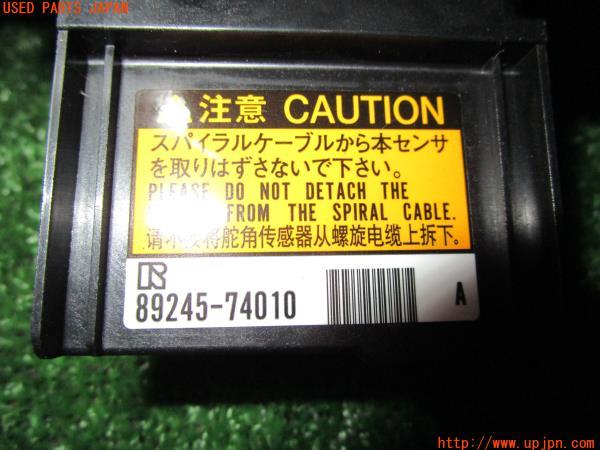 USED PARTS JAPAN
注意 CAUTION
スパイラルケーブルから本センサ
を取りはずさないで下さい。
PLEASE DO NOT DETACH THE
FROM THE SPIRAL CABLE.
请不要将舵角传感器从螺旋电缆上拆下。
R
89245-74010
A
http://www.upjpn.com/